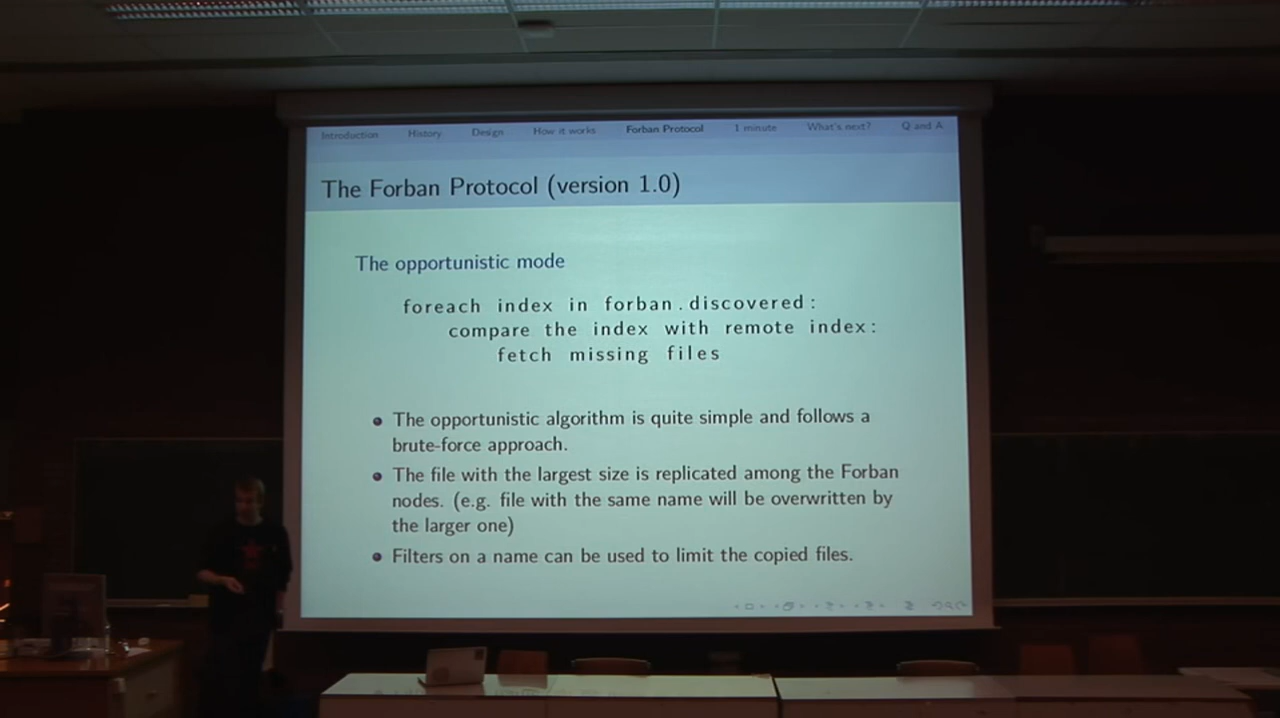 Introduction History Design How it works Forban Protocol 1 minute What's next? Q and A
The Forban Protocol (version 1.0)
The opportunistic mode
foreach index in forban.discovered:
compare the index with remote index:
fetch missing files
The opportunistic algorithm is quite simple and follows a
brute-force approach.
The file with the largest size is replicated among the Forban
nodes. (e.g. file with the same name will be overwritten by
the larger one)
Filters on a name can be used to limit the copied files.